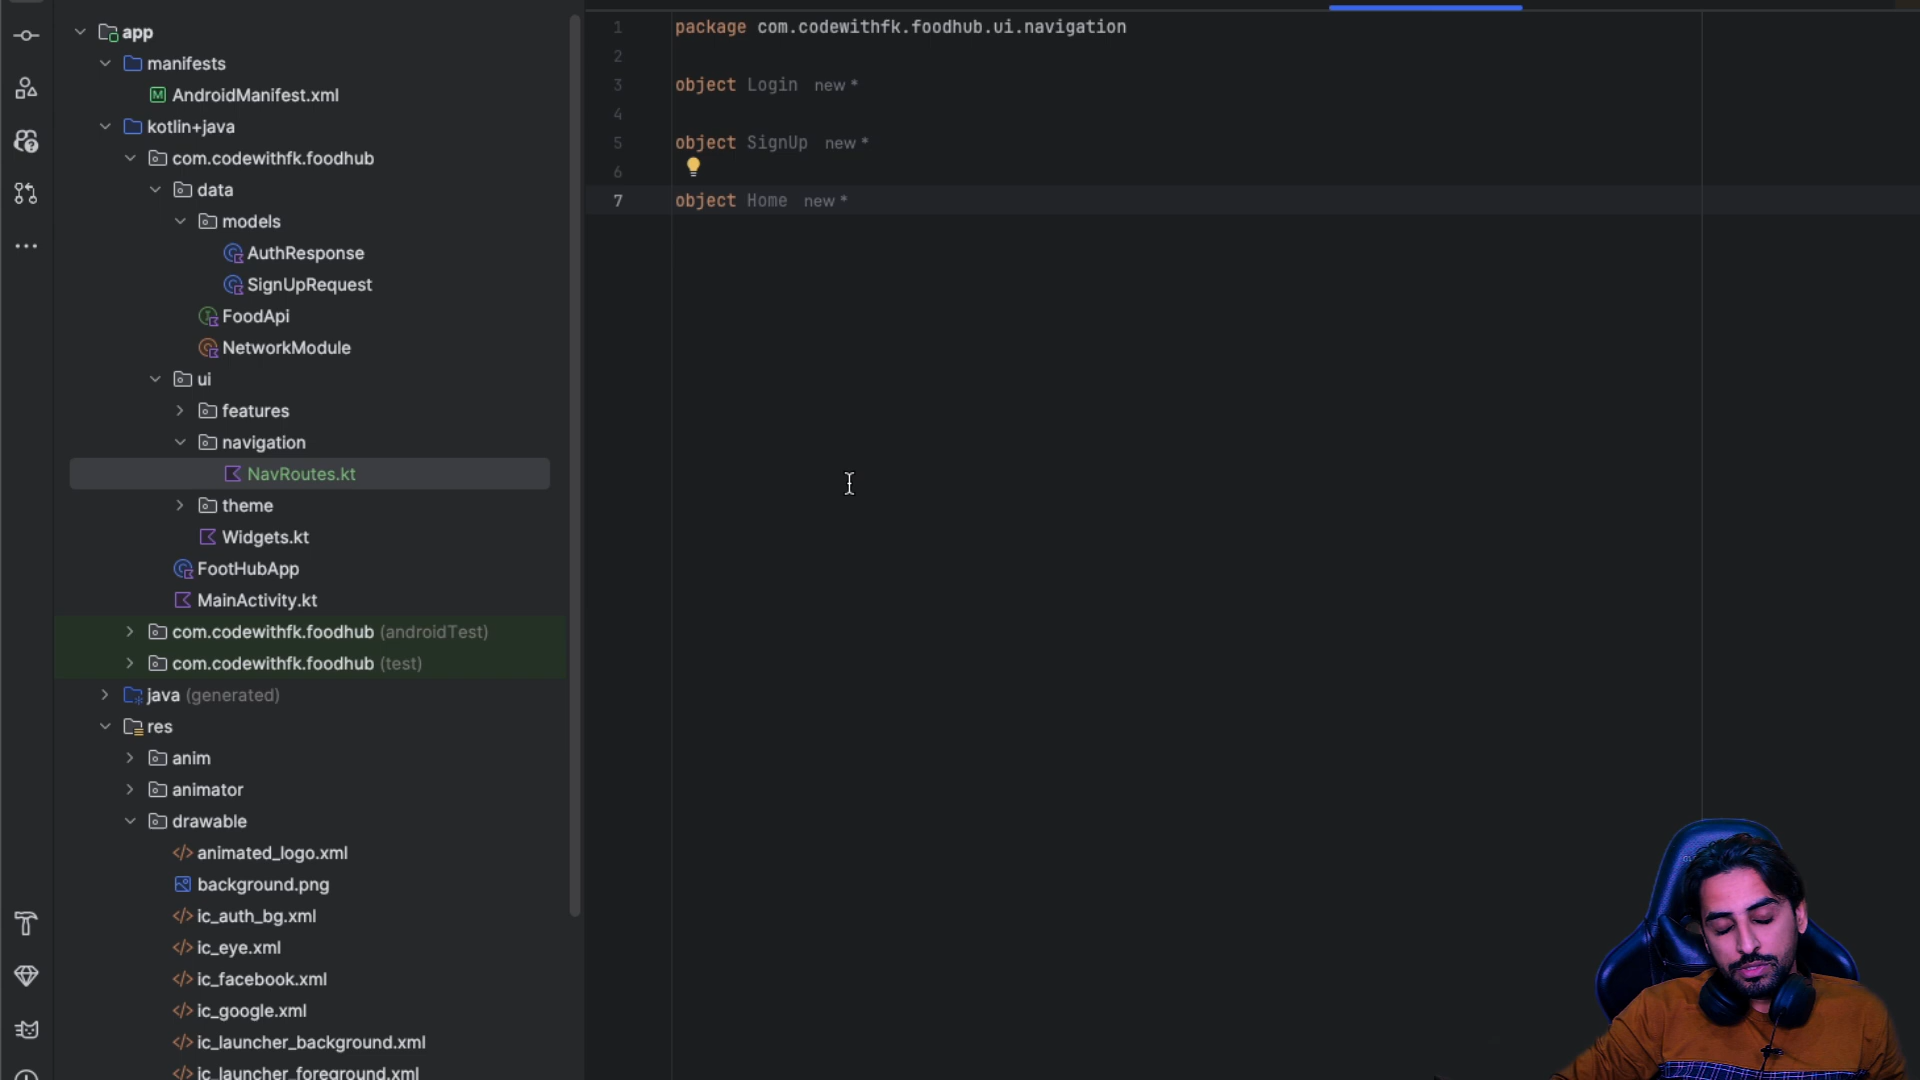 app
manifests
AndroidManifest.xml
kotlin+java
com.codewithfk.foodhub
data
models
AuthResponse
SignUpRequest
FoodApi
NetworkModule
ui
features
navigation
NavRoutes.kt
theme
Widgets.kt
FootHubApp
MainActivity.kt
com.codewithfk.foodhub (androidTest)
com.codewithfk.foodhub (test)
java (generated)
res
anim
animator
drawable
animated_logo.xml
background.png
ic_auth_bg.xml
ic_eye.xml
ic_facebook.xml
ic_google.xml
ic_launcher_background.xml
ic_launcher_foreground.xml
1 package com.codewithfk.foodhub.ui.navigation
2
3 object Login new *
4
5 object SignUp new *
6
7 object Home new *